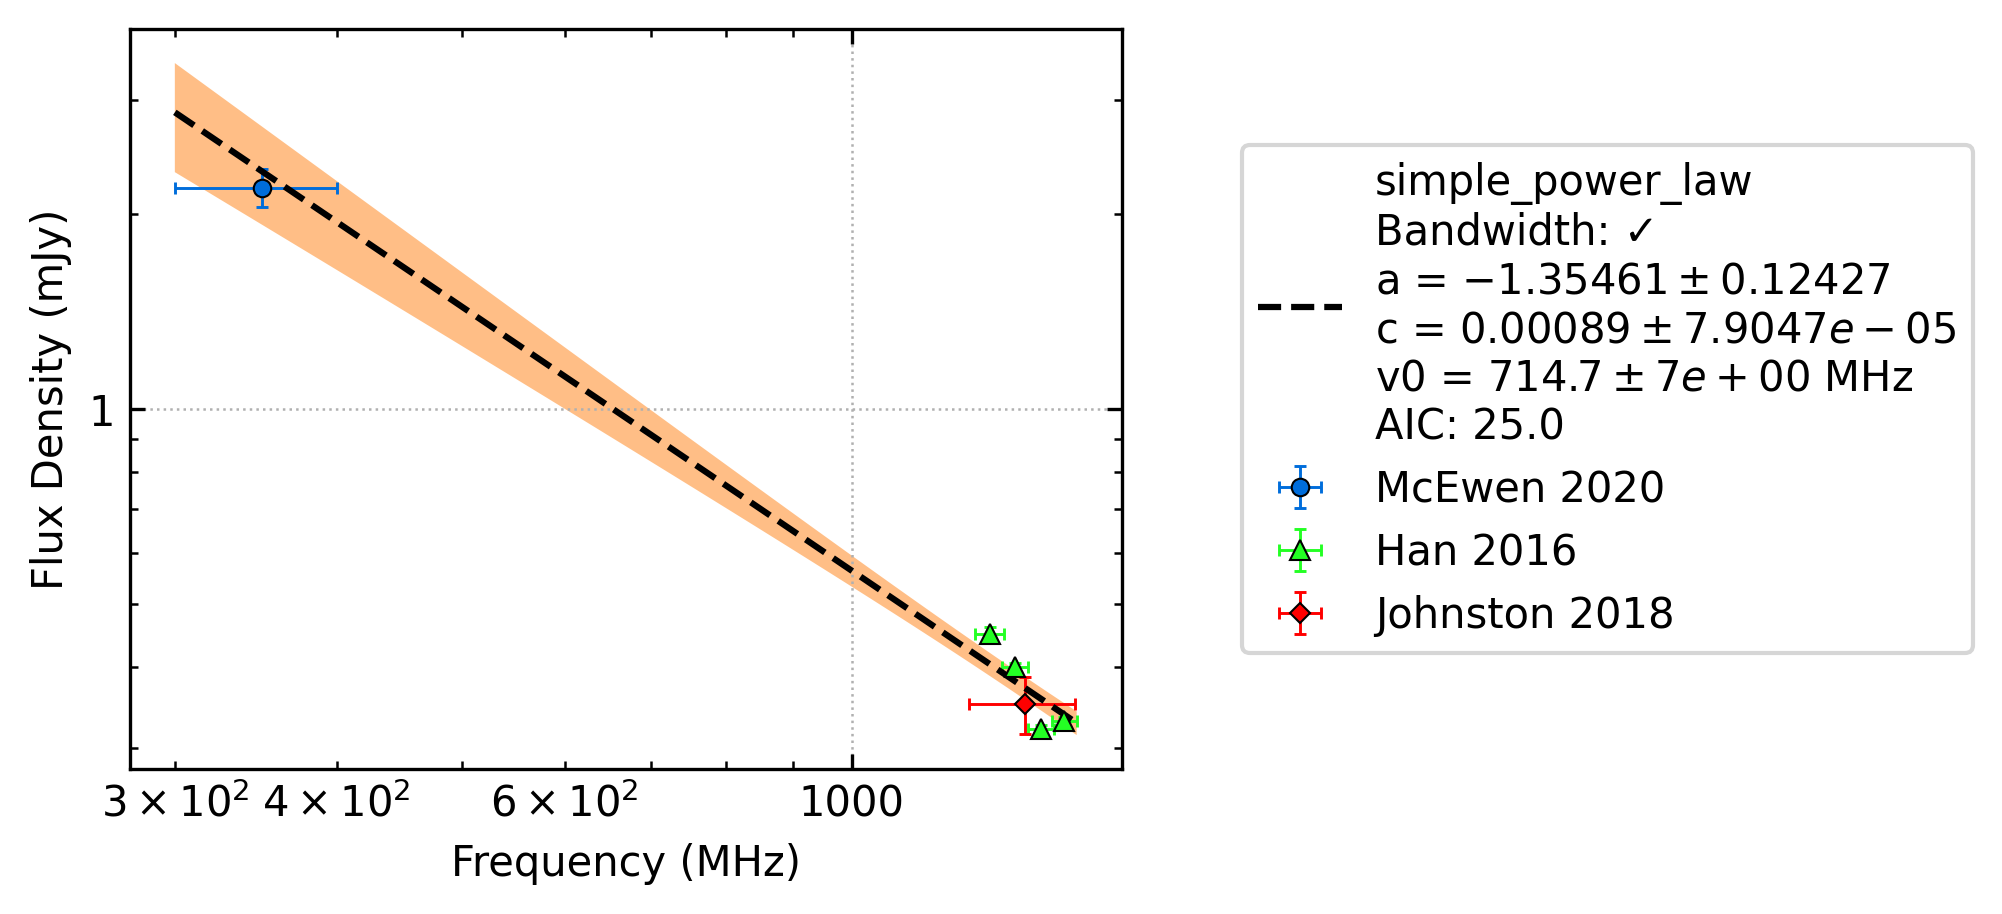 Flux Density (mJy)
1
3 × 10² 4 × 10² 6 × 10² 1000
Frequency (MHz)
simple_power_law
Bandwidth: ✓
a = −1.35461 ± 0.12427
c = 0.00089 ± 7.9047e − 05
v0 = 714.7 ± 7e + 00 MHz
AIC: 25.0
McEwen 2020
Han 2016
Johnston 2018